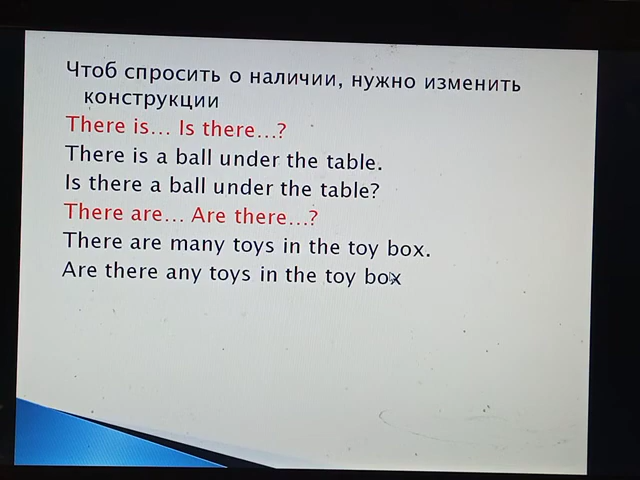 Чтоб спросить о наличии, нужно изменить
конструкции
There is... Is there...?
There is a ball under the table.
Is there a ball under the table?
There are... Are there...?
There are many toys in the toy box.
Are there any toys in the toy box